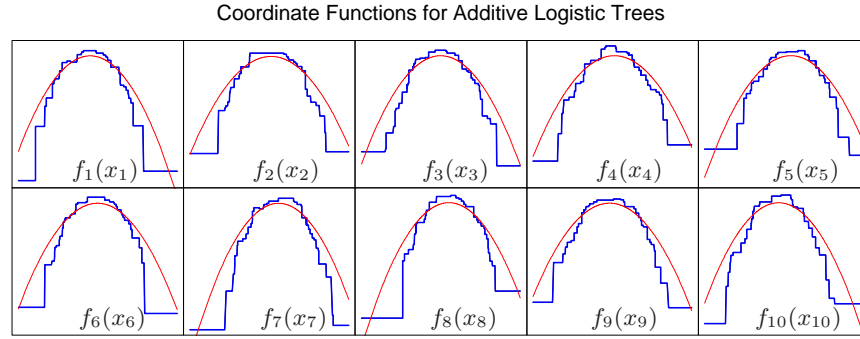 Coordinate Functions for Additive Logistic Trees
f₁(x₁) f₂(x₂) f₃(x₃) f₄(x₄) f₅(x₅)
f₆(x₆) f₇(x₇) f₈(x₈) f₉(x₉) f₁₀(x₁₀)